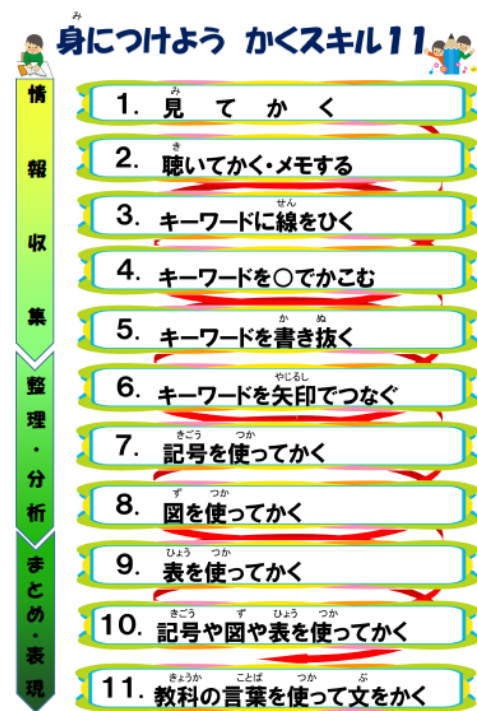 身につけよう かくスキル11
情報収集
整理・分析
まとめ・表現
1. 見てかく
2. 聴いてかく・メモする
3. キーワードに線をひく
4. キーワードを○でかこむ
5. キーワードを書き抜く
6. キーワードを矢印でつなぐ
7. 記号を使ってかく
8. 図を使ってかく
9. 表を使ってかく
10. 記号や図や表を使ってかく
11. 教科の言葉を使って文をかく